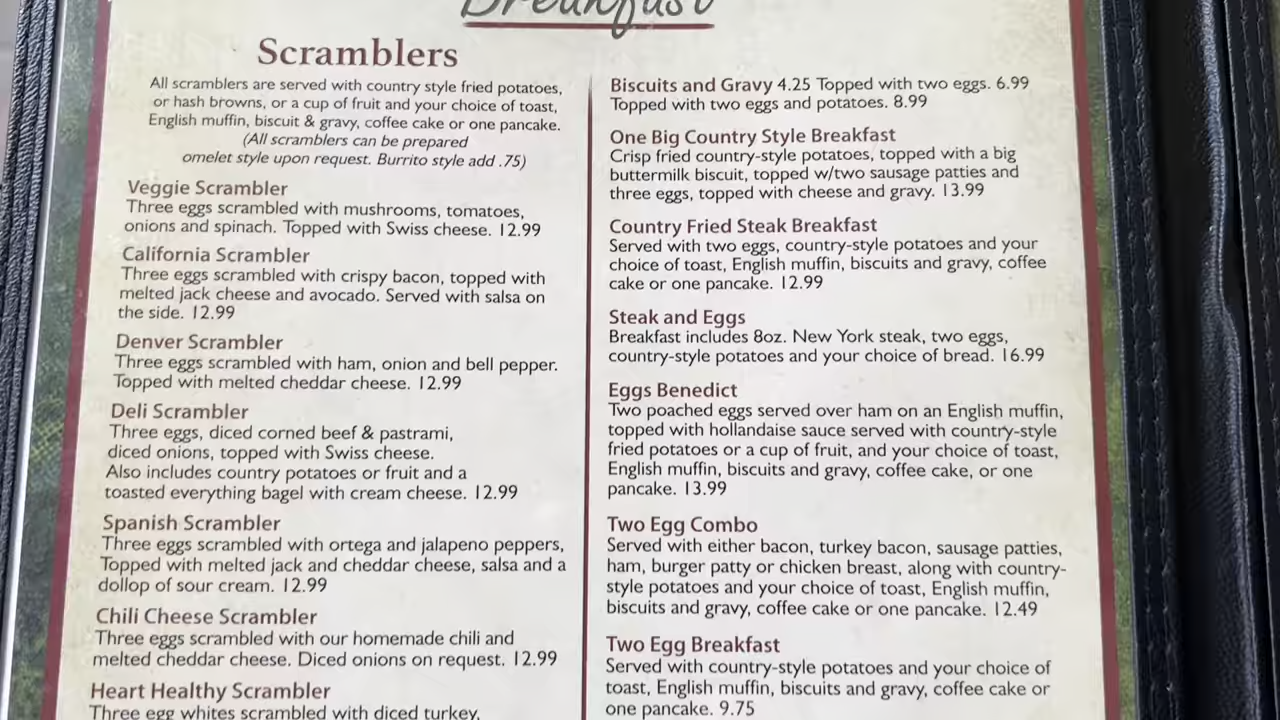 Breakfast
Scramblers
All scramblers are served with country style fried potatoes,
or hash browns, or a cup of fruit and your choice of toast,
English muffin, biscuit & gravy, coffee cake or one pancake.
(All scramblers can be prepared
omelet style upon request. Burrito style add .75)
Veggie Scrambler
Three eggs scrambled with mushrooms, tomatoes,
onions and spinach. Topped with Swiss cheese. 12.99
California Scrambler
Three eggs scrambled with crispy bacon, topped with
melted jack cheese and avocado. Served with salsa on
the side. 12.99
Denver Scrambler
Three eggs scrambled with ham, onion and bell pepper.
Topped with melted cheddar cheese. 12.99
Deli Scrambler
Three eggs, diced corned beef & pastrami,
diced onions, topped with Swiss cheese.
Also includes country potatoes or fruit and a
toasted everything bagel with cream cheese. 12.99
Spanish Scrambler
Three eggs scrambled with ortega and jalapeno peppers,
Topped with melted jack and cheddar cheese, salsa and a
dollop of sour cream. 12.99
Chili Cheese Scrambler
Three eggs scrambled with our homemade chili and
melted cheddar cheese. Diced onions on request. 12.99
Heart Healthy Scrambler
Three egg whites scrambled with diced turkey,
Biscuits and Gravy 4.25 Topped with two eggs. 6.99
Topped with two eggs and potatoes. 8.99
One Big Country Style Breakfast
Crisp fried country-style potatoes, topped with a big
buttermilk biscuit, topped w/two sausage patties and
three eggs, topped with cheese and gravy. 13.99
Country Fried Steak Breakfast
Served with two eggs, country-style potatoes and your
choice of toast, English muffin, biscuits and gravy, coffee
cake or one pancake. 12.99
Steak and Eggs
Breakfast includes 8oz. New York steak, two eggs,
country-style potatoes and your choice of bread. 16.99
Eggs Benedict
Two poached eggs served over ham on an English muffin,
topped with hollandaise sauce served with country-style
fried potatoes or a cup of fruit, and your choice of toast,
English muffin, biscuits and gravy, coffee cake, or one
pancake. 13.99
Two Egg Combo
Served with either bacon, turkey bacon, sausage patties,
ham, burger patty or chicken breast, along with country-
style potatoes and your choice of toast, English muffin,
biscuits and gravy, coffee cake or one pancake. 12.49
Two Egg Breakfast
Served with country-style potatoes and your choice of
toast, English muffin, biscuits and gravy, coffee cake or
one pancake. 9.75